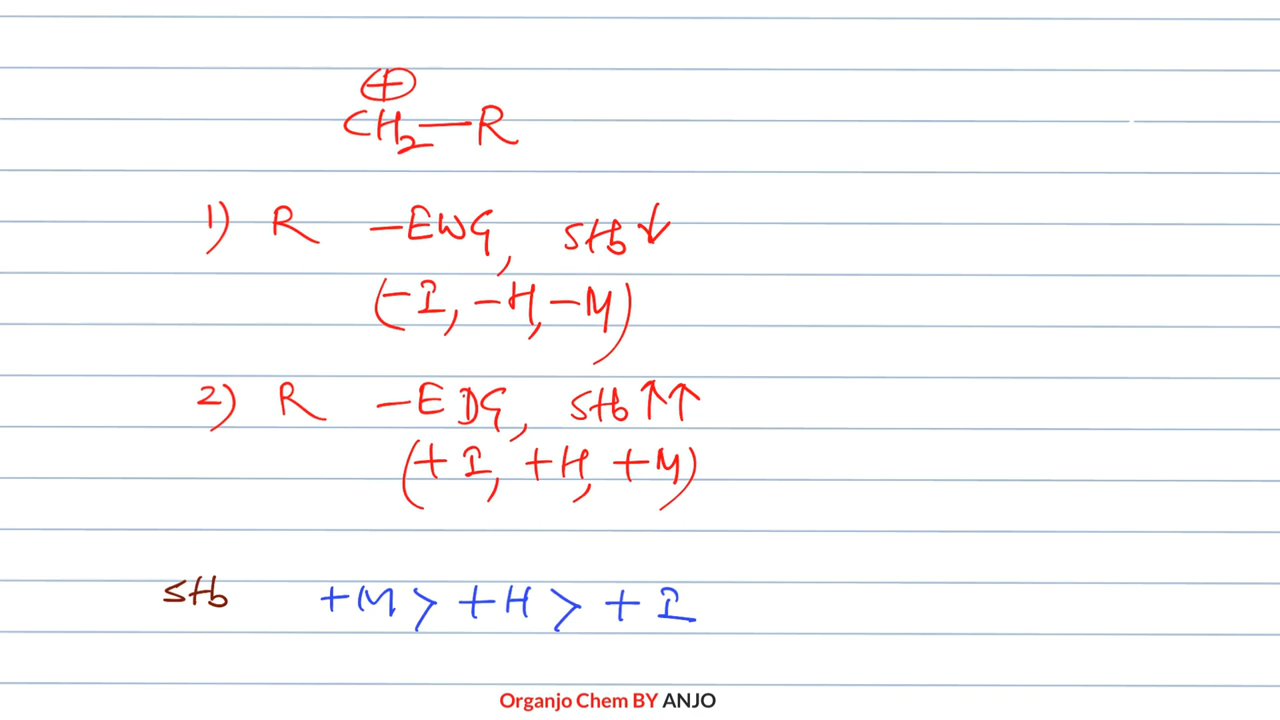 ⊕
CH₂—R
1) R —EWG, stb ↓
(-I, -H, -M)
2) R —EDG, stb ↑↑
(+I, +H, +M)
stb +M > +H > +I
Organjo Chem BY ANJO